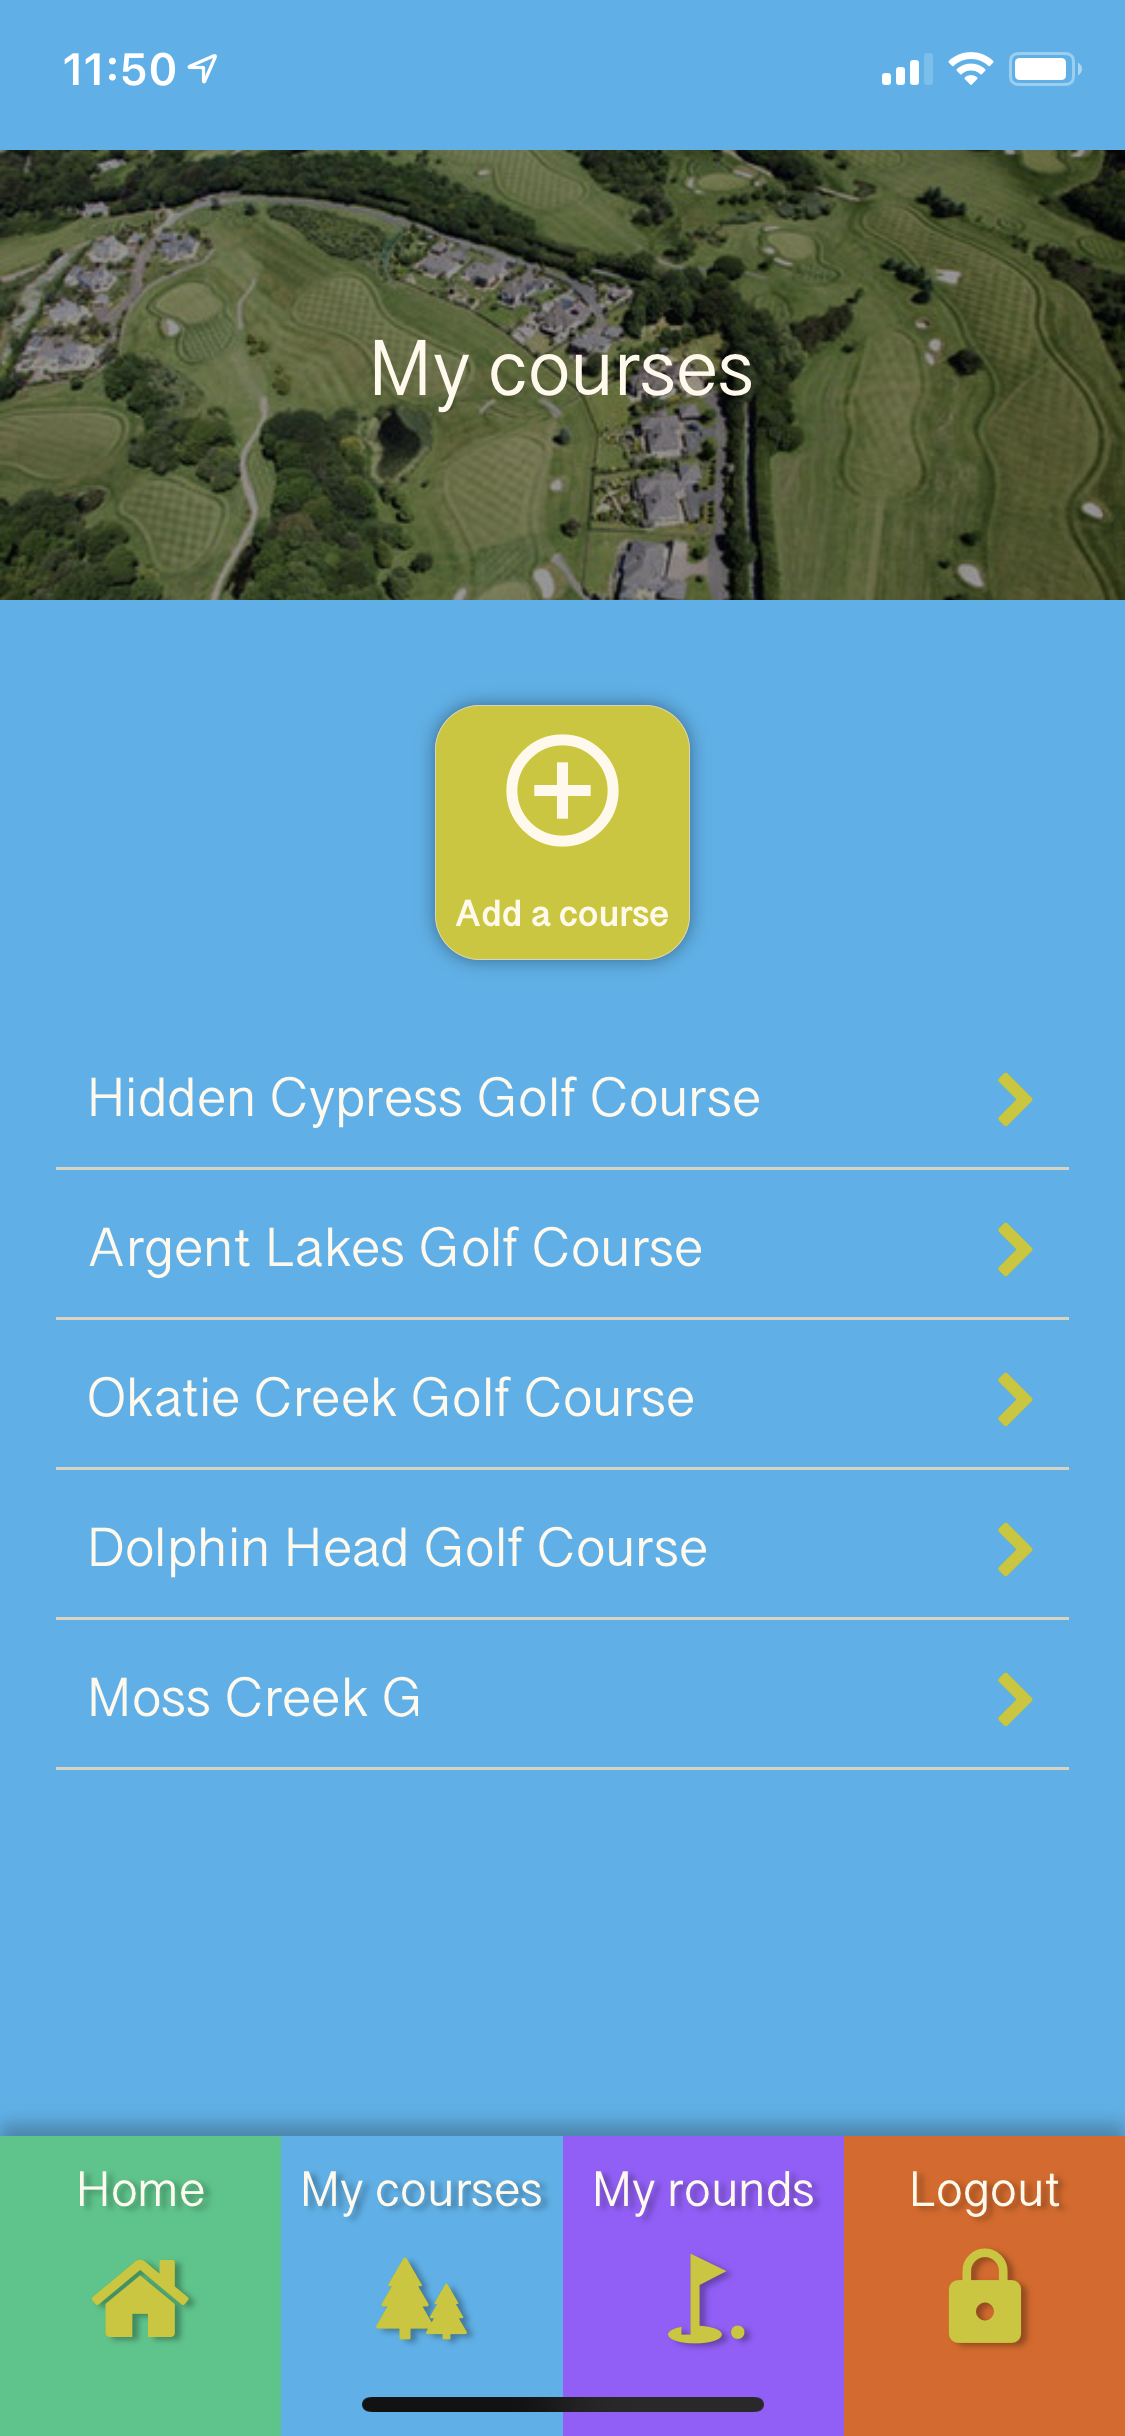 11:50
My courses
Add a course
Hidden Cypress Golf Course
Argent Lakes Golf Course
Okatie Creek Golf Course
Dolphin Head Golf Course
Moss Creek G
Home
My courses
My rounds
Logout